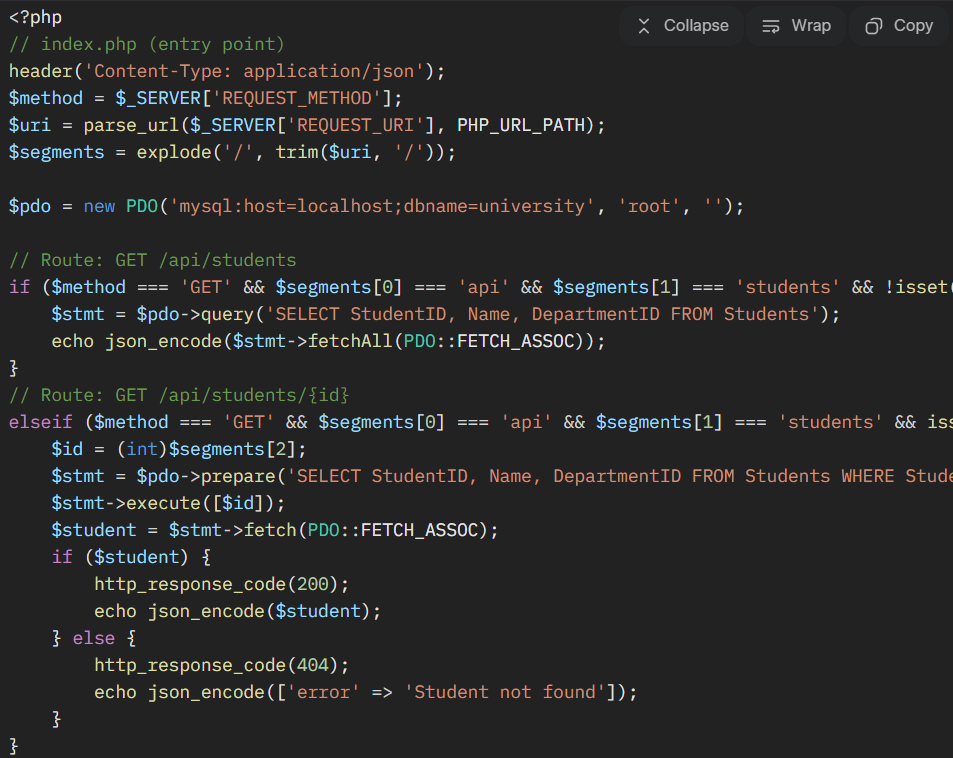 <?php
Collapse Wrap Copy
// index.php (entry point)
header('Content-Type: application/json');
$method = $_SERVER['REQUEST_METHOD'];
$uri = parse_url($_SERVER['REQUEST_URI'], PHP_URL_PATH);
$segments = explode('/', trim($uri, '/'));

$pdo = new PDO('mysql:host=localhost;dbname=university', 'root', '');

// Route: GET /api/students
if ($method === 'GET' && $segments[0] === 'api' && $segments[1] === 'students' && !isset(
    $stmt = $pdo->query('SELECT StudentID, Name, DepartmentID FROM Students');
    echo json_encode($stmt->fetchAll(PDO::FETCH_ASSOC));
}
// Route: GET /api/students/{id}
elseif ($method === 'GET' && $segments[0] === 'api' && $segments[1] === 'students' && iss
    $id = (int)$segments[2];
    $stmt = $pdo->prepare('SELECT StudentID, Name, DepartmentID FROM Students WHERE Stude
    $stmt->execute([$id]);
    $student = $stmt->fetch(PDO::FETCH_ASSOC);
    if ($student) {
        http_response_code(200);
        echo json_encode($student);
    } else {
        http_response_code(404);
        echo json_encode(['error' => 'Student not found']);
    }
}